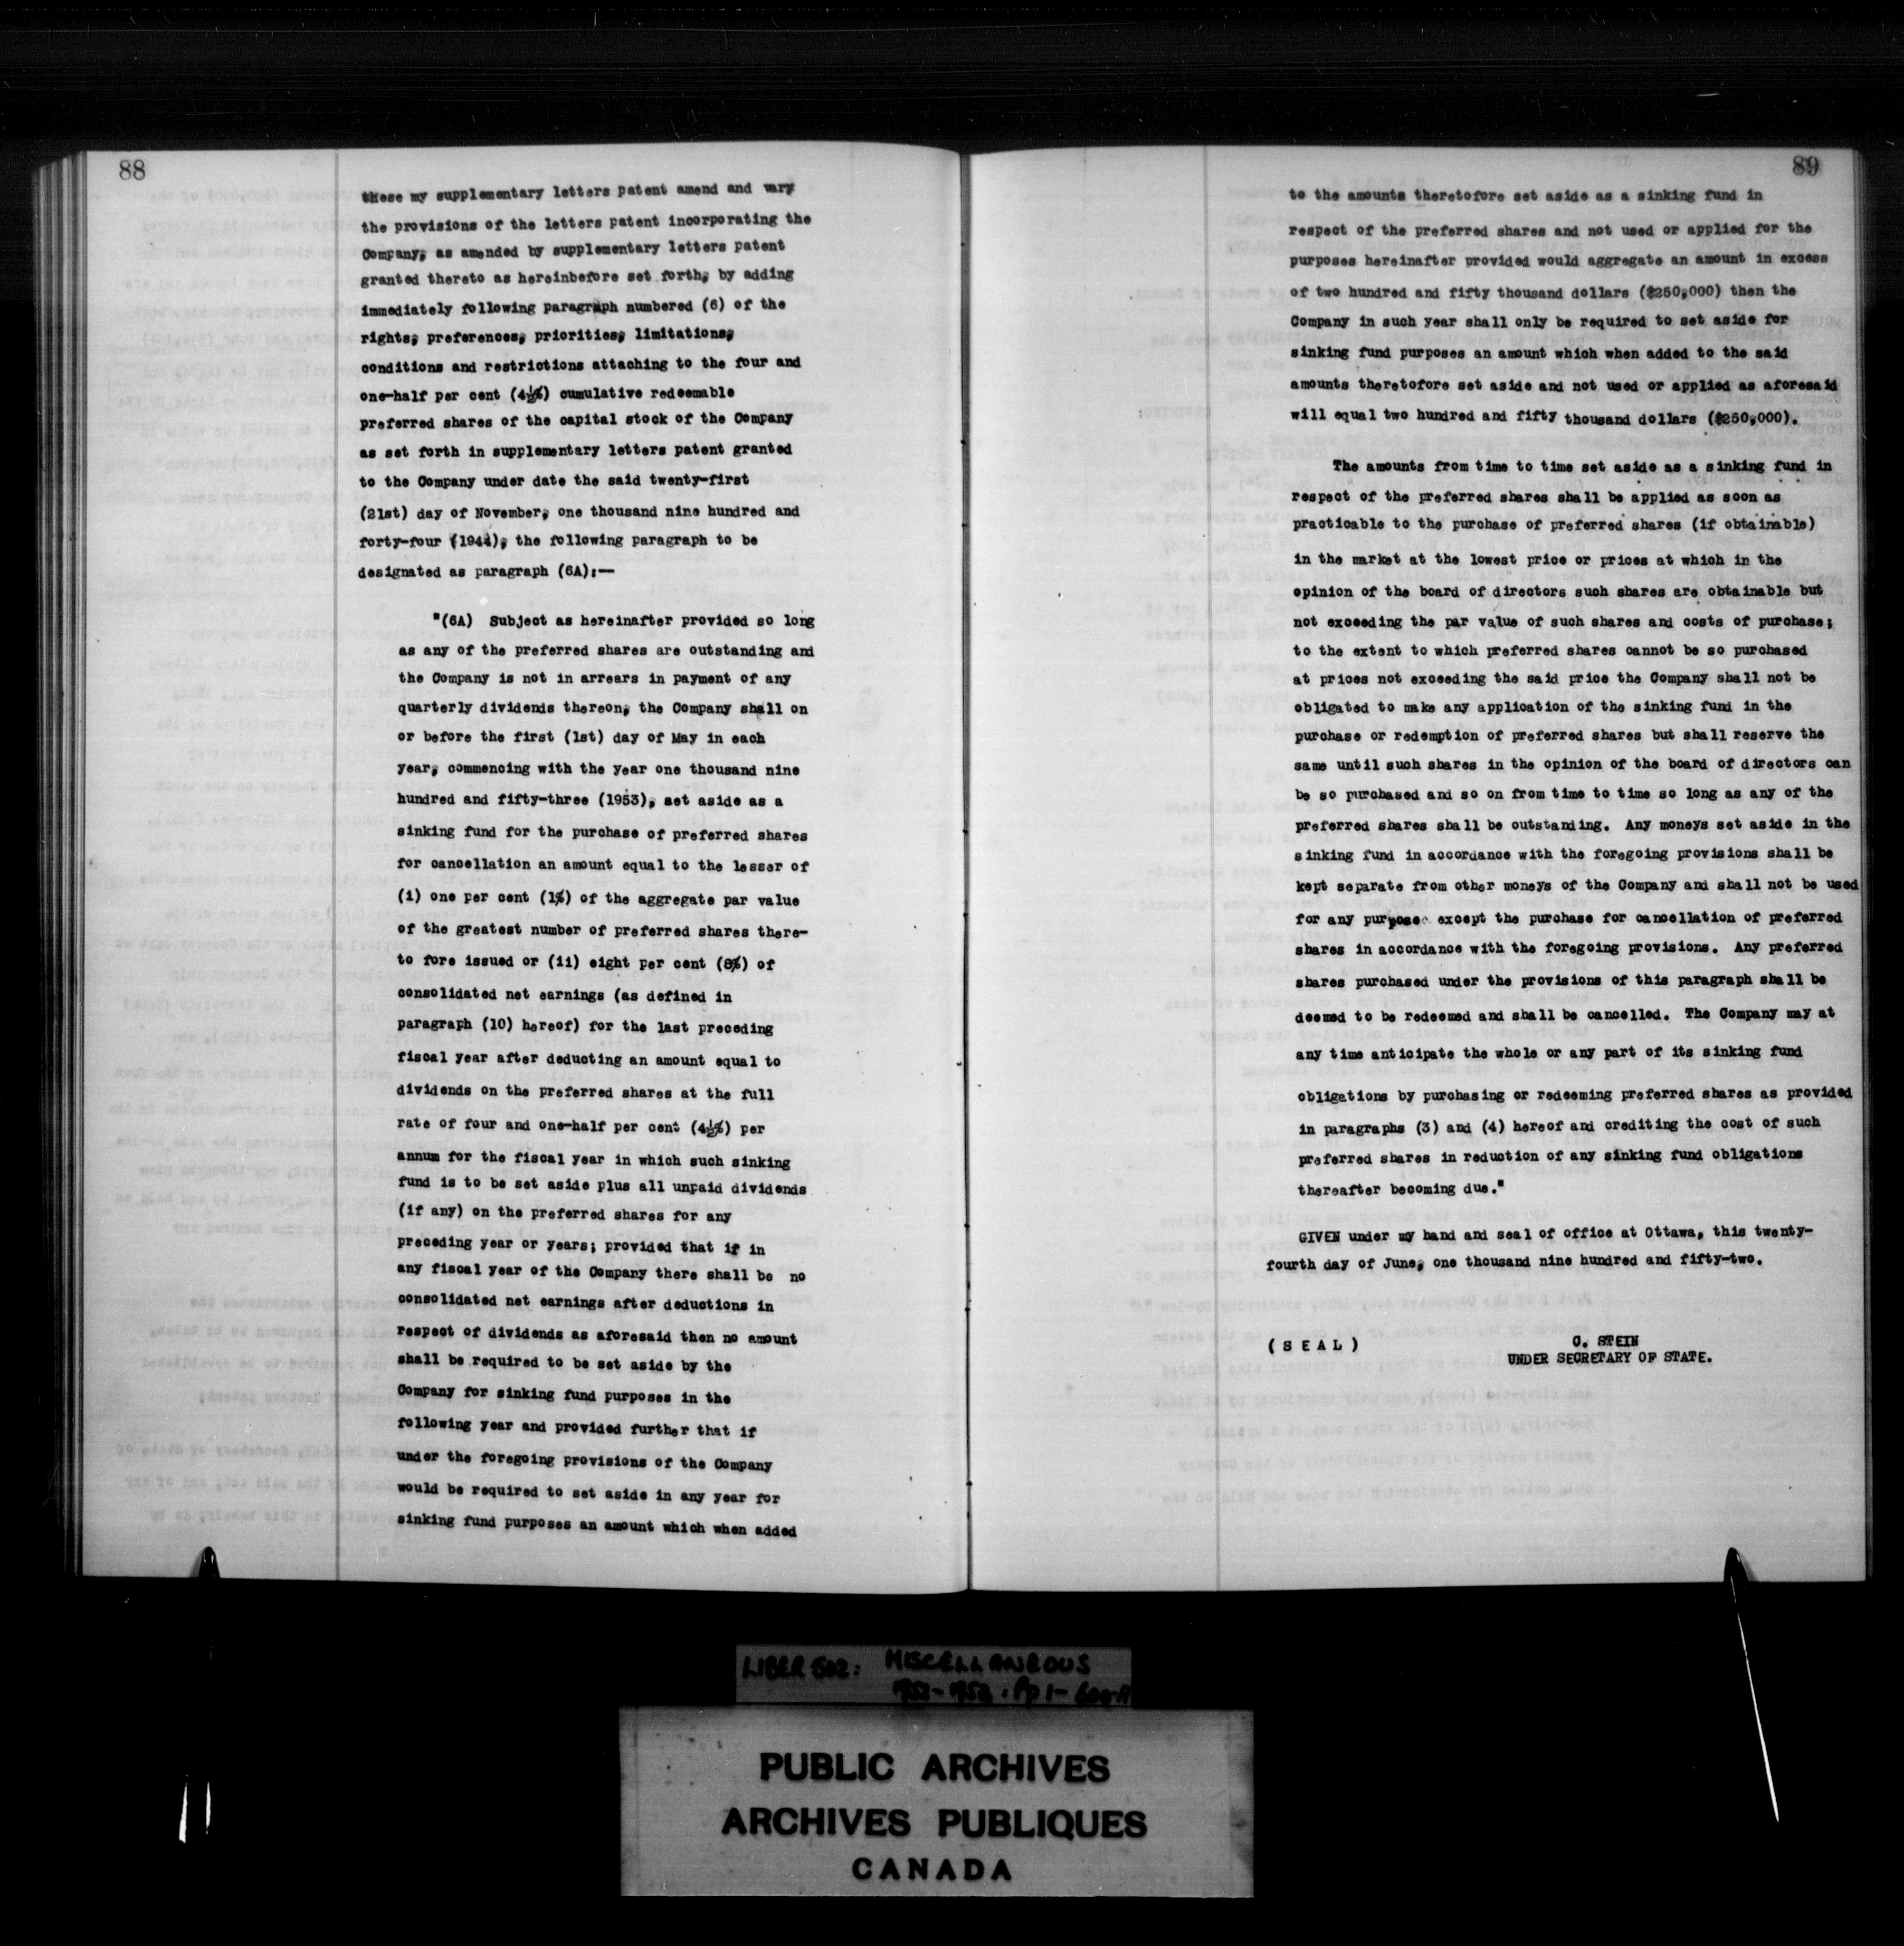 88
these my supplementary letters patent amend and vary
the provisions of the letters patent incorporating the
Company, as amended by supplementary letters patent
granted thereto as hereinbefore set forth, by adding
immediately following paragraph numbered (6) of the
rights, preferences, priorities, limitations,
conditions and restrictions attaching to the four and
one-half per cent (4½%) cumulative redeemable
preferred shares of the capital stock of the Company
as set forth in supplementary letters patent granted
to the Company under date the said twenty-first
(21st) day of November, one thousand nine hundred and
forty-four (1944), the following paragraph to be
designated as paragraph (6A):—
"(6A) Subject as hereinafter provided so long
as any of the preferred shares are outstanding and
the Company is not in arrears in payment of any
quarterly dividends thereon, the Company shall on
or before the first (1st) day of May in each
year, commencing with the year one thousand nine
hundred and fifty-three (1953), set aside as a
sinking fund for the purchase of preferred shares
for cancellation an amount equal to the lesser of
(i) one per cent (1%) of the aggregate par value
of the greatest number of preferred shares there-
to fore issued or (ii) eight per cent (8%) of
consolidated net earnings (as defined in
paragraph (10) hereof) for the last preceding
fiscal year after deducting an amount equal to
dividends on the preferred shares at the full
rate of four and one-half per cent (4½%) per
annum for the fiscal year in which such sinking
fund is to be set aside plus all unpaid dividends
(if any) on the preferred shares for any
preceding year or years; provided that if in
any fiscal year of the Company there shall be no
consolidated net earnings after deductions in
respect of dividends as aforesaid then no amount
shall be required to be set aside by the
Company for sinking fund purposes in the
following year and provided further that if
under the foregoing provisions of the Company
would be required to set aside in any year for
sinking fund purposes an amount which when added
89
to the amounts theretofore set aside as a sinking fund in
respect of the preferred shares and not used or applied for the
purposes hereinafter provided would aggregate an amount in excess
of two hundred and fifty thousand dollars ($250,000) then the
Company in such year shall only be required to set aside for
sinking fund purposes an amount which when added to the said
amounts theretofore set aside and not used or applied as aforesaid
will equal two hundred and fifty thousand dollars ($250,000).
The amounts from time to time set aside as a sinking fund in
respect of the preferred shares shall be applied as soon as
practicable to the purchase of preferred shares (if obtainable)
in the market at the lowest price or prices at which in the
opinion of the board of directors such shares are obtainable but
not exceeding the par value of such shares and costs of purchase;
to the extent to which preferred shares cannot be so purchased
at prices not exceeding the said price the Company shall not be
obligated to make any application of the sinking fund in the
purchase or redemption of preferred shares but shall reserve the
same until such shares in the opinion of the board of directors can
be so purchased and so on from time to time so long as any of the
preferred shares shall be outstanding. Any moneys set aside in the
sinking fund in accordance with the foregoing provisions shall be
kept separate from other moneys of the Company and shall not be used
for any purpose except the purchase for cancellation of preferred
shares in accordance with the foregoing provisions. Any preferred
shares purchased under the provisions of this paragraph shall be
deemed to be redeemed and shall be cancelled. The Company may at
any time anticipate the whole or any part of its sinking fund
obligations by purchasing or redeeming preferred shares as provided
in paragraphs (3) and (4) hereof and crediting the cost of such
preferred shares in reduction of any sinking fund obligations
thereafter becoming due."
GIVEN under my hand and seal of office at Ottawa, this twenty-
fourth day of June, one thousand nine hundred and fifty-two.
( S E A L )
C. STEIN
UNDER SECRETARY OF STATE.
LIBER 502: MISCELLANEOUS
Pp 1-
PUBLIC ARCHIVES
ARCHIVES PUBLIQUES
CANADA